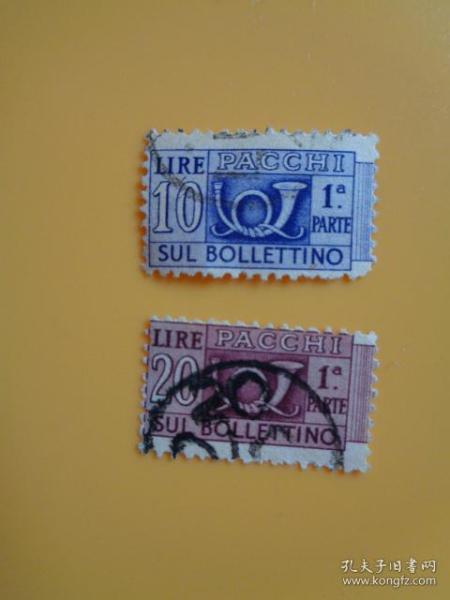 LIRE PACCHI
10 1ª.
PARTE
SUL BOLLETTINO
LIRE PACCHI
20 1ª.
PARTE
SUL BOLLETTINO
孔夫子旧书网
www.kongfz.com